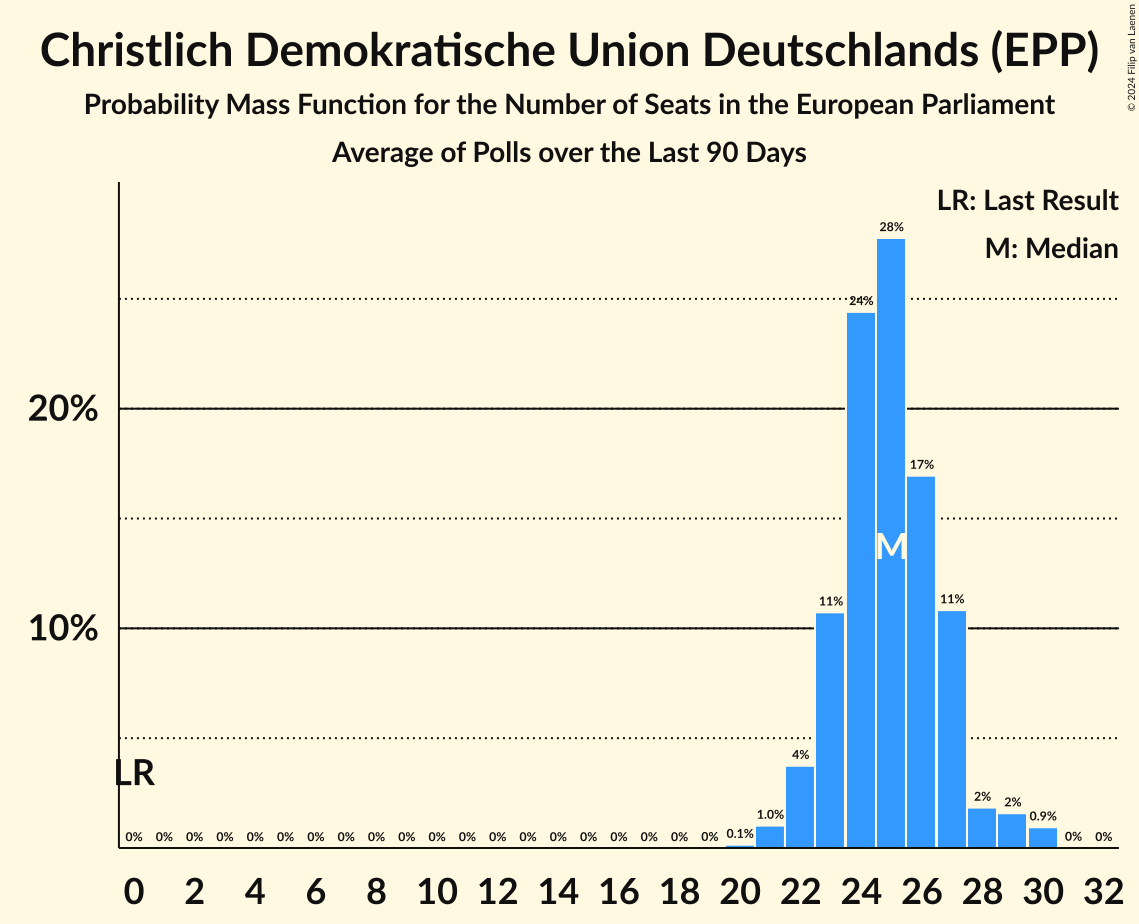 Christlich Demokratische Union Deutschlands (EPP)
Probability Mass Function for the Number of Seats in the European Parliament
Average of Polls over the Last 90 Days
© 2024 Filip van Laenen
LR: Last Result
M: Median
20%
10%
LR
M
0% 0% 0% 0% 0% 0% 0% 0% 0% 0% 0% 0% 0% 0% 0% 0% 0% 0% 0% 0% 0.1% 1.0% 4% 11% 24% 28% 17% 11% 2% 2% 0.9% 0% 0%
0 2 4 6 8 10 12 14 16 18 20 22 24 26 28 30 32